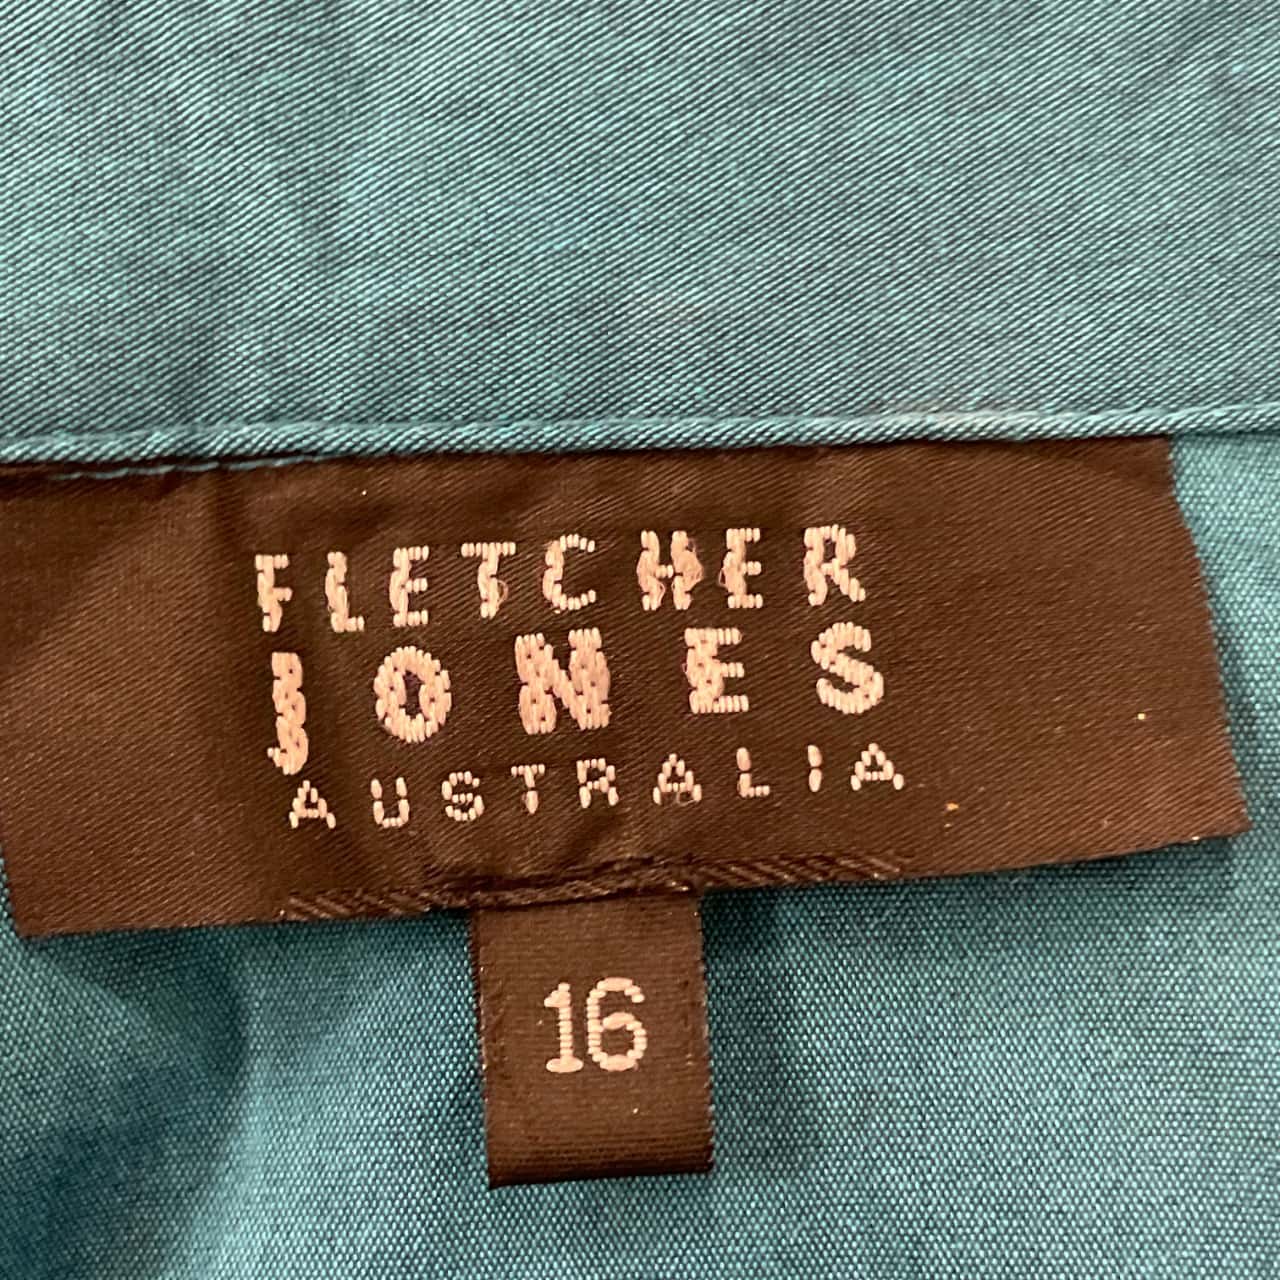 FLETCHER
JONES
AUSTRALIA
16